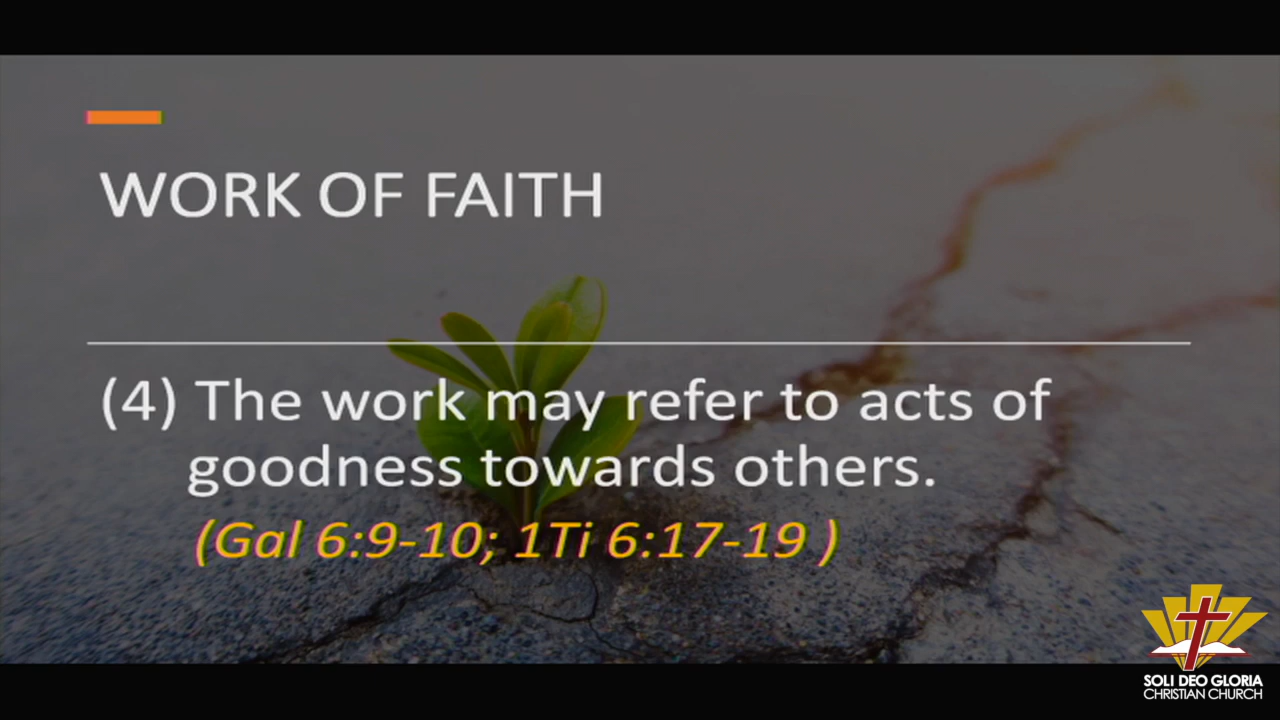 WORK OF FAITH
(4) The work may refer to acts of
goodness towards others.
(Gal 6:9-10; 1Ti 6:17-19 )
SOLI DEO GLORIA
CHRISTIAN CHURCH